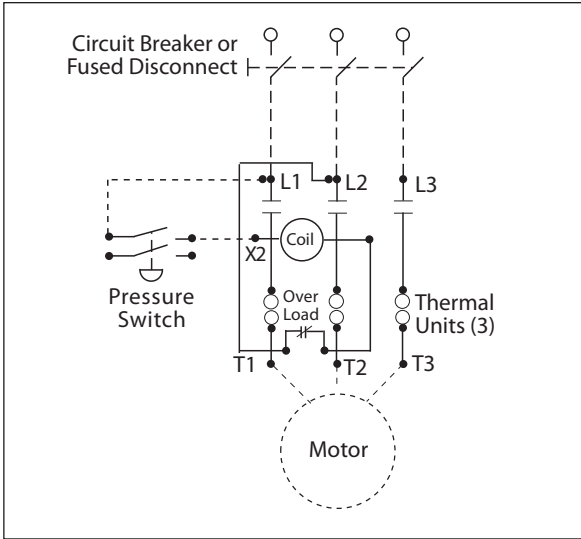 Circuit Breaker or
Fused Disconnect
L1
L2
L3
X2
Coil
Pressure
Switch
Over
Load
Thermal
Units (3)
T1
T2
T3
Motor